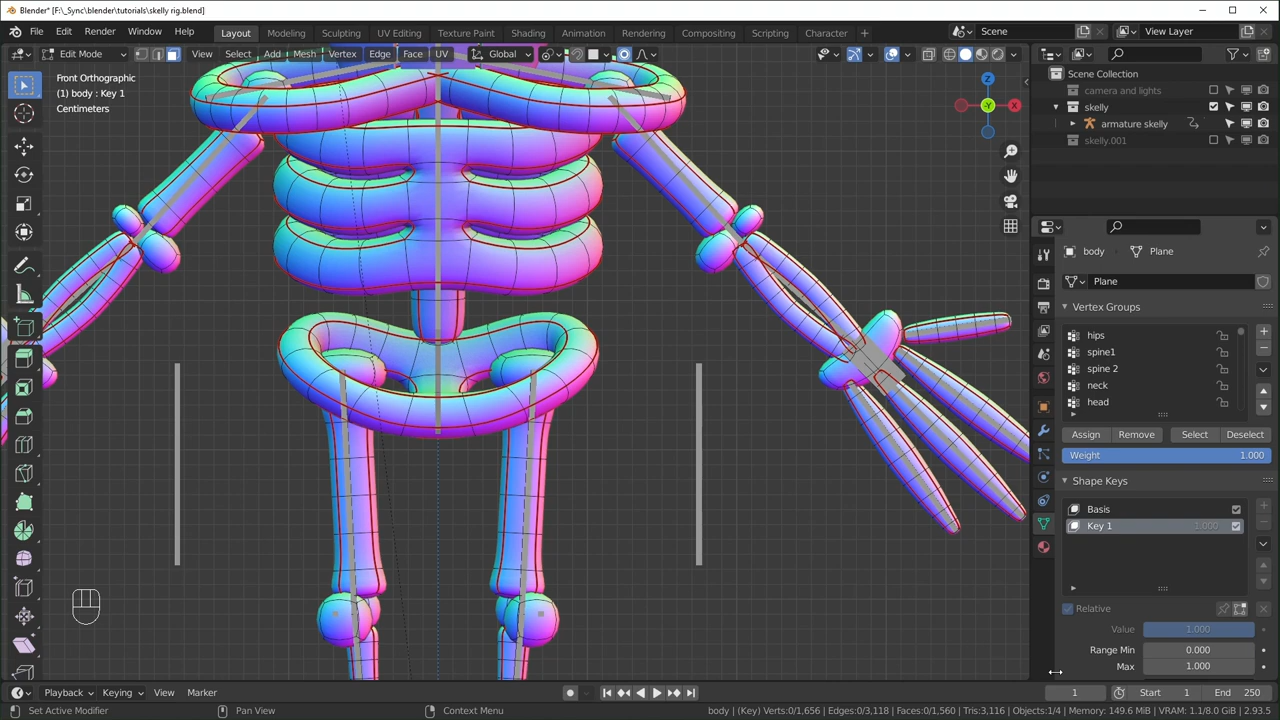 Blender* [F:\_Sync\blender\tutorials\skelly rig.blend]
File Edit Render Window Help Layout Modeling Sculpting UV Editing Texture Paint Shading Animation Rendering Compositing Scripting Camera + Scene View Layer
Edit Mode View Select Add Mesh Vertex Edge Face UV Global
Front Orthographic
(1) body : Key 1
Centimeters
Z
-Y
X
Scene Collection
camera and lights
skelly
armature skelly
skelly.001
body Plane
Plane
Vertex Groups
hips
spine1
spine 2
neck
head
Assign Remove Select Deselect
Weight 1.000
Shape Keys
Basis
Key 1 1.000
Relative
Value 1.000
Range Min 0.000
Max 1.000
Playback Keying View Marker 1 Start 1 End 250
Set Active Modifier Pan View Context Menu body | (Key) Verts:0/1,656 | Edges:0/3,118 | Faces:0/1,560 | Tris:3,116 | Objects:1/4 | Memory: 149.6 MiB | VRAM: 1.1/8.0 GiB | 2.93.5